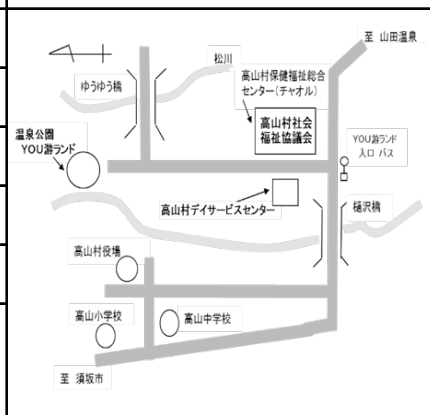 至 山田温泉
松川
ゆうゆう橋
高山村保健福祉総合
センター(チャオル)
高山村社会
福祉協議会
温泉公園
YOU游ランド
YOU游ランド
入口 バス
高山村デイサービスセンター
樋沢橋
高山村役場
高山小学校
高山中学校
至 須坂市